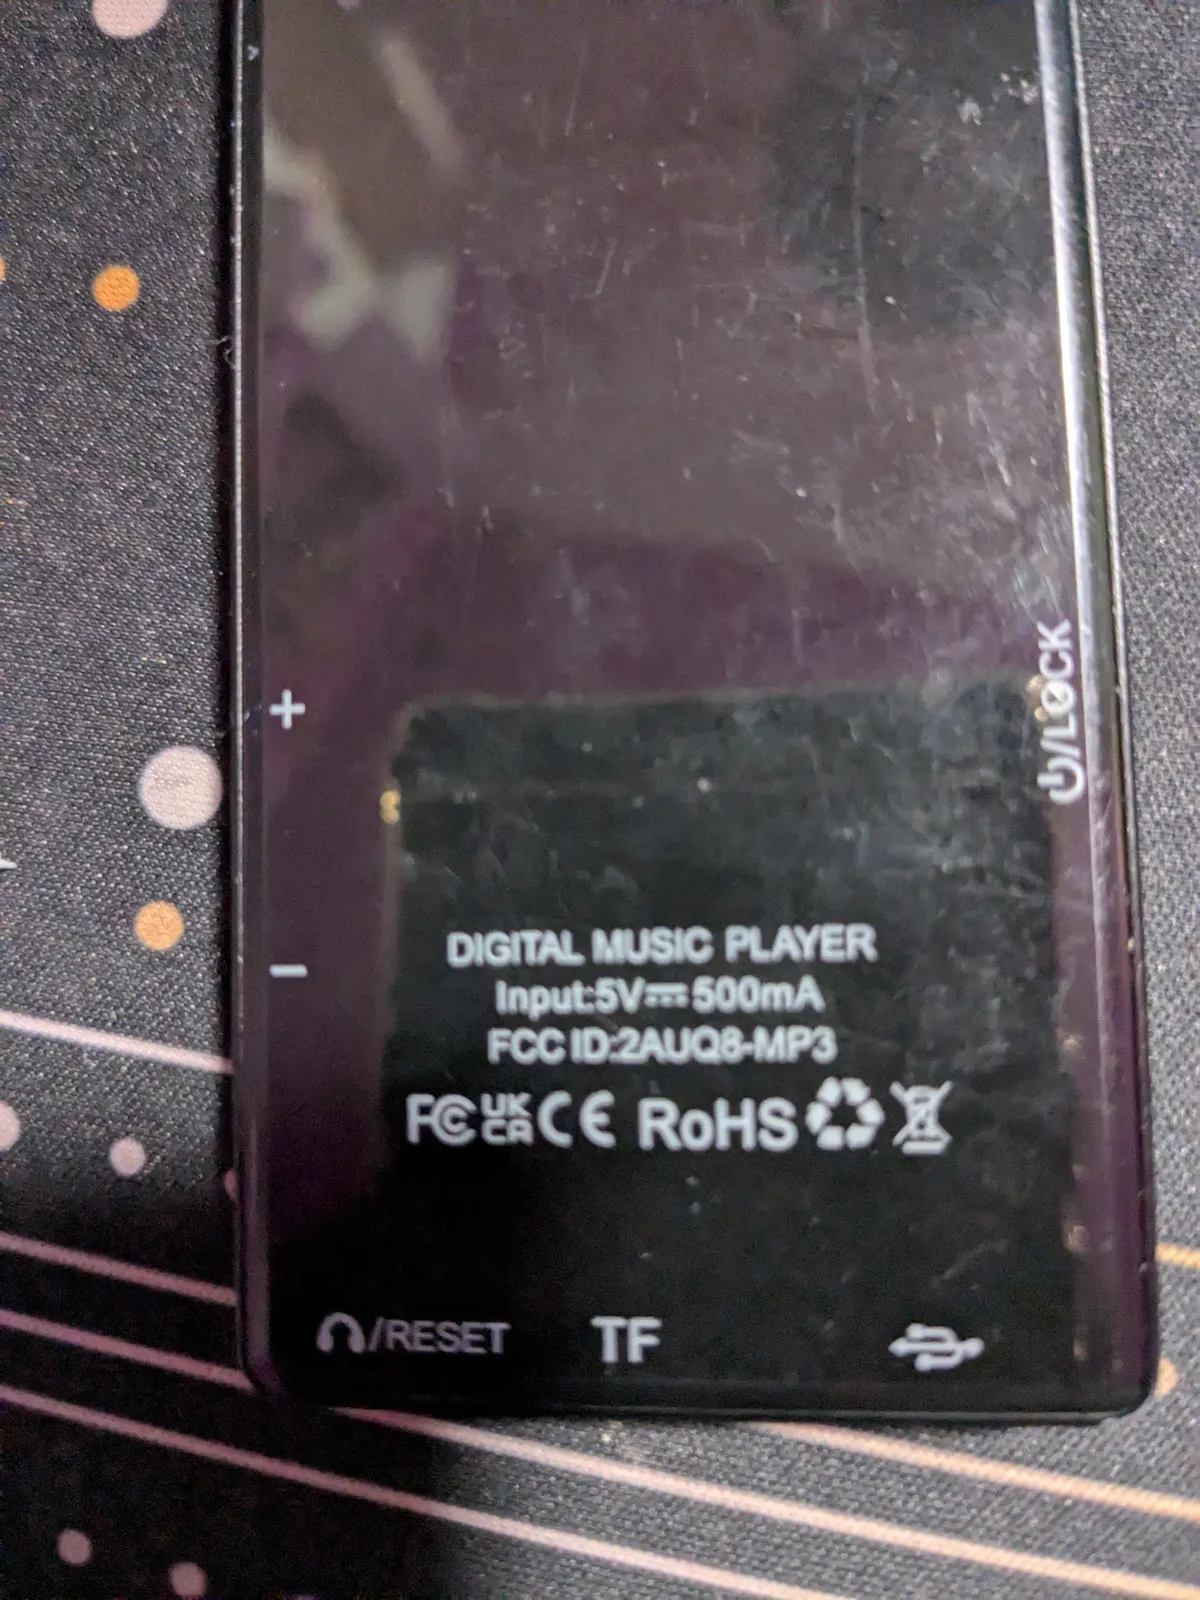 +
⏻/LOCK
−
DIGITAL MUSIC PLAYER
Input:5V⎓500mA
FCC ID:2AUQ8-MP3
FC UK CA CE RoHS
/RESET
TF